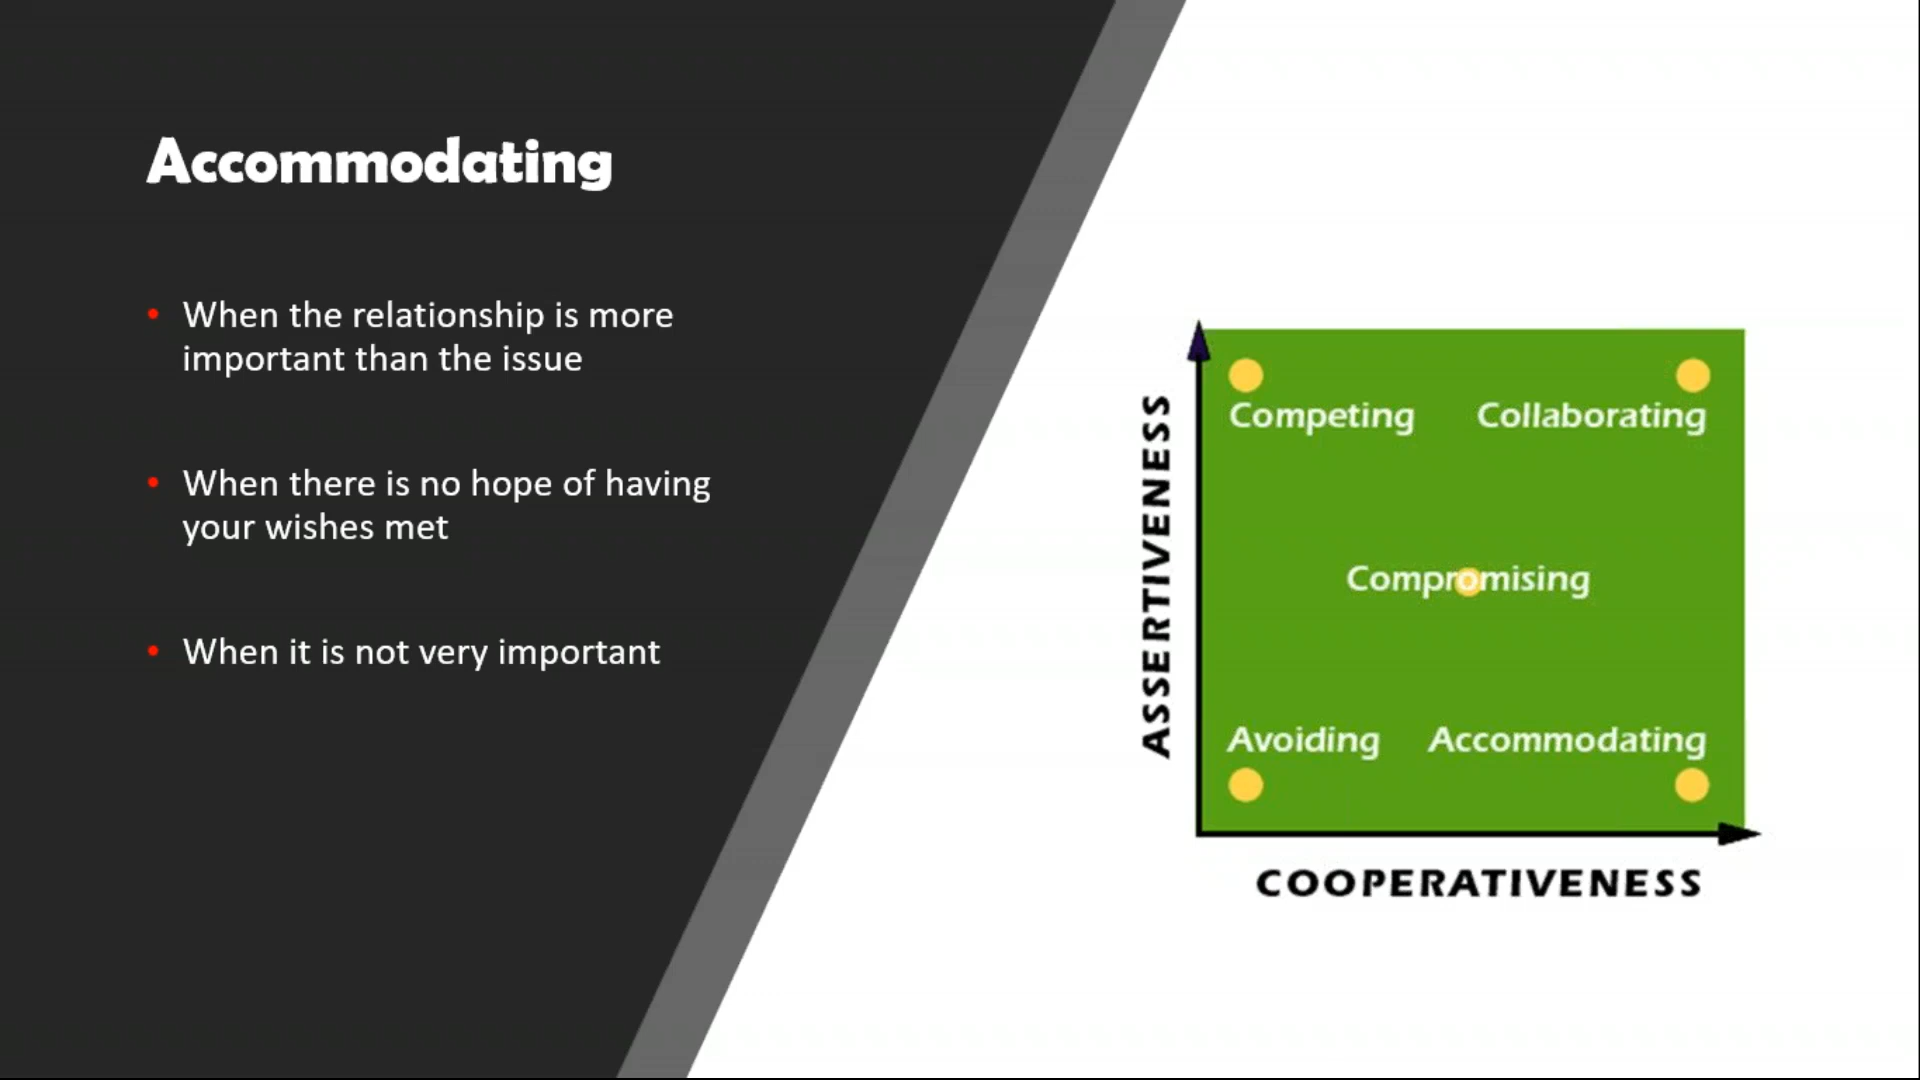 Accommodating
• When the relationship is more
important than the issue
• When there is no hope of having
your wishes met
• When it is not very important
ASSERTIVENESS
Competing
Collaborating
Compromising
Avoiding
Accommodating
COOPERATIVENESS